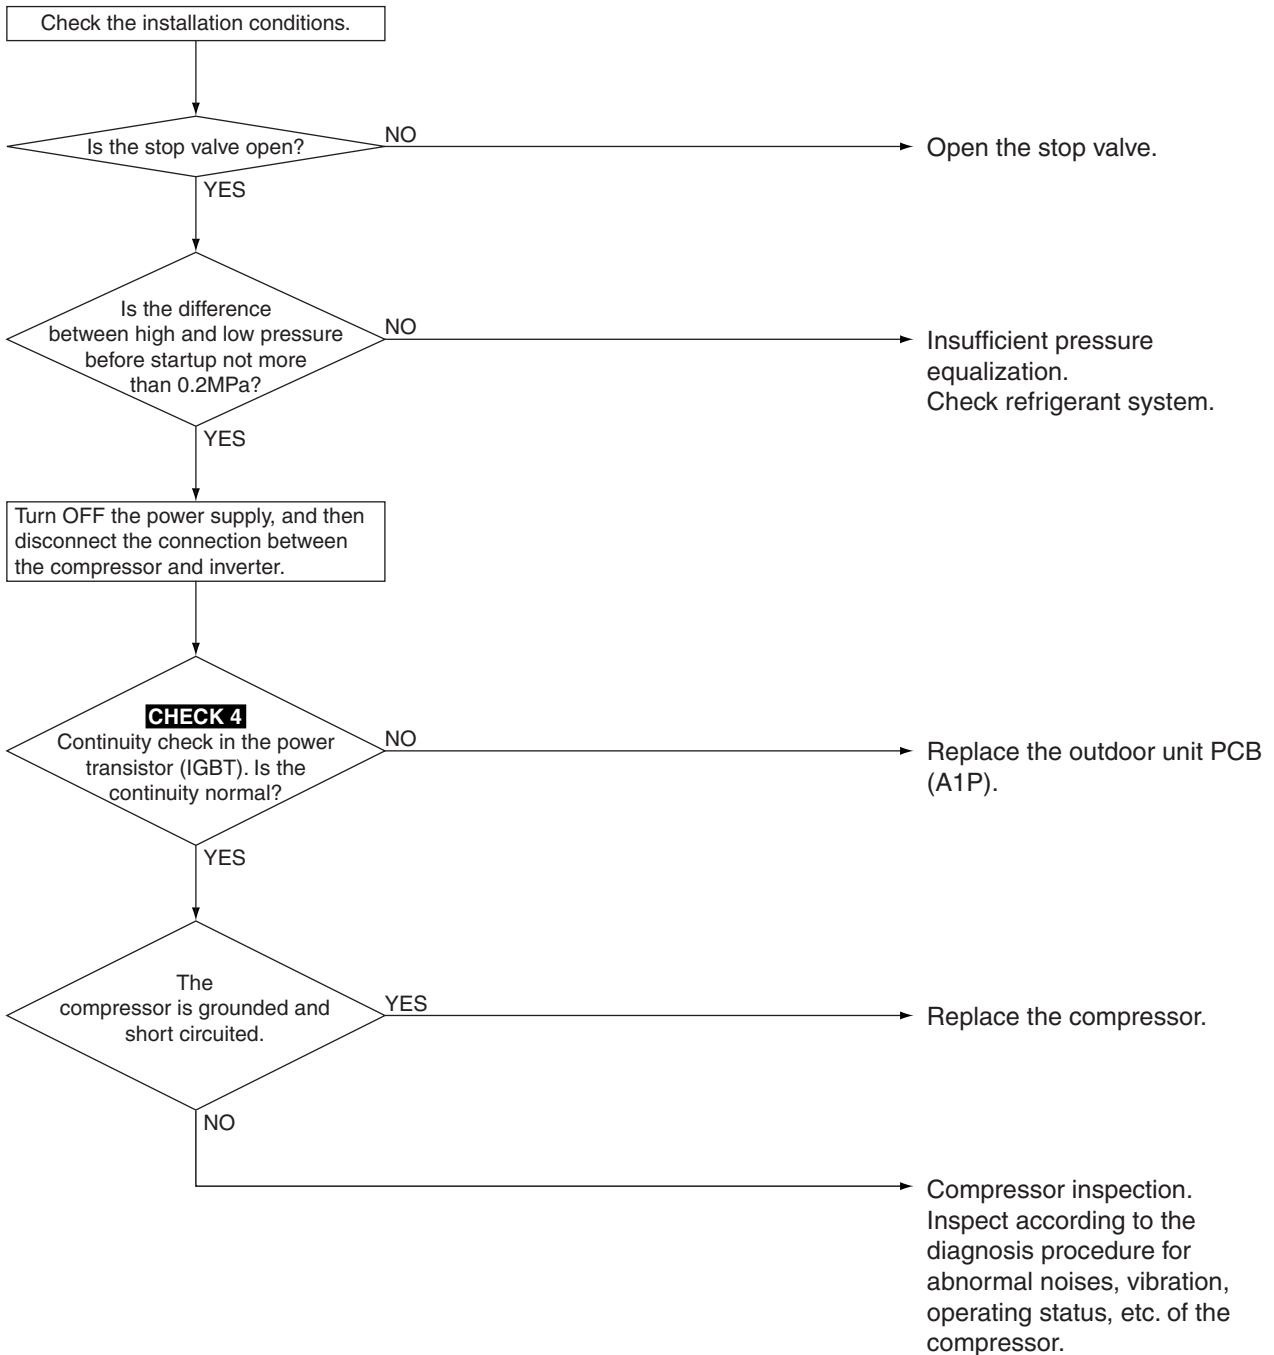 Check the installation conditions.
Is the stop valve open?
NO
Open the stop valve.
YES
Is the difference
between high and low pressure
before startup not more
than 0.2MPa?
NO
Insufficient pressure
equalization.
Check refrigerant system.
YES
Turn OFF the power supply, and then
disconnect the connection between
the compressor and inverter.
CHECK 4
Continuity check in the power
transistor (IGBT). Is the
continuity normal?
NO
Replace the outdoor unit PCB
(A1P).
YES
The
compressor is grounded and
short circuited.
YES
Replace the compressor.
NO
Compressor inspection.
Inspect according to the
diagnosis procedure for
abnormal noises, vibration,
operating status, etc. of the
compressor.